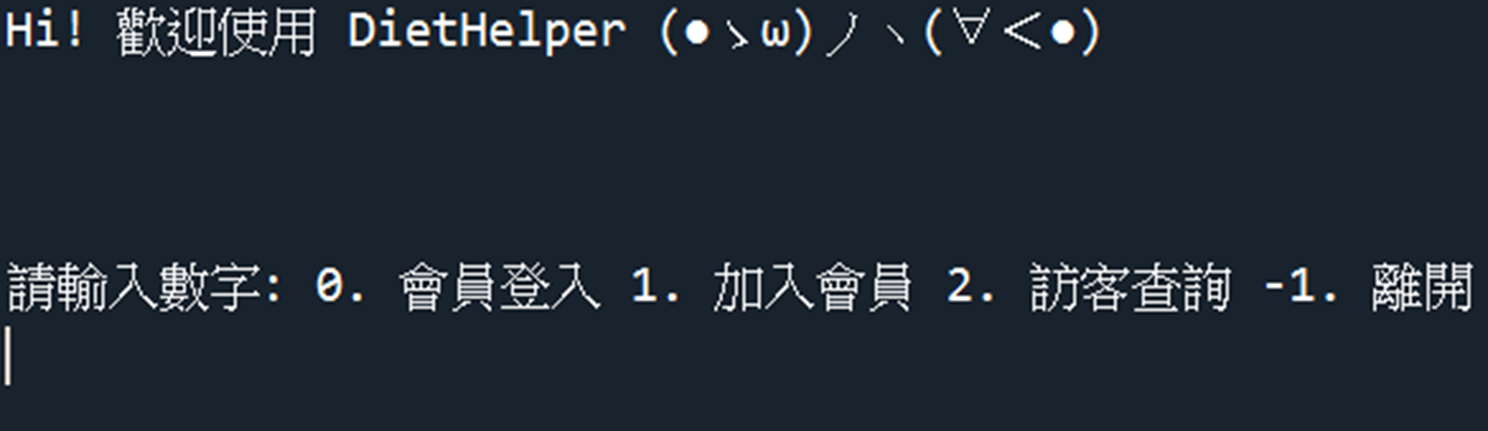 Hi! 歡迎使用 DietHelper (●ゝω)ノヽ(∀<●)
請輸入數字: 0. 會員登入 1. 加入會員 2. 訪客查詢 -1. 離開